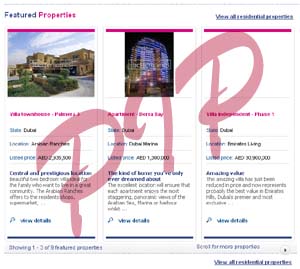 Featured Properties
View all residential properties
Villa townhouse - Palmera 3
State: Dubai
Location: Arabian Ranches
Listed price: AED 2,935,500
Central and prestigious location
beautiful two bedroom villa ideal for
the family who want to live in a great
community. The Arabian Ranches
offers to the residents shops,
supermarket, ...
view details
Apartment - Borra Bay
State: Dubai
Location: Dubai Marina
Listed price: AED 1,380,000
The kind of home you've only
ever dreamed about
The excellent location will ensure that
each apartment enjoys the most
staggering, panoramic views of the
Arabian Sea, Marina or harbour
whilst ...
view details
Villa independent - Phase 1
State: Dubai
Location: Emirates Living
Listed price: AED 30,900,000
Amazing value
the amazing villa has just been
reduced in price and now represents
probably the best value in Emirates
Hills, Dubai's premier and most
exclusive ...
view details
Showing 1 - 3 of 9 featured properties
Scroll for more properties
View all residential properties